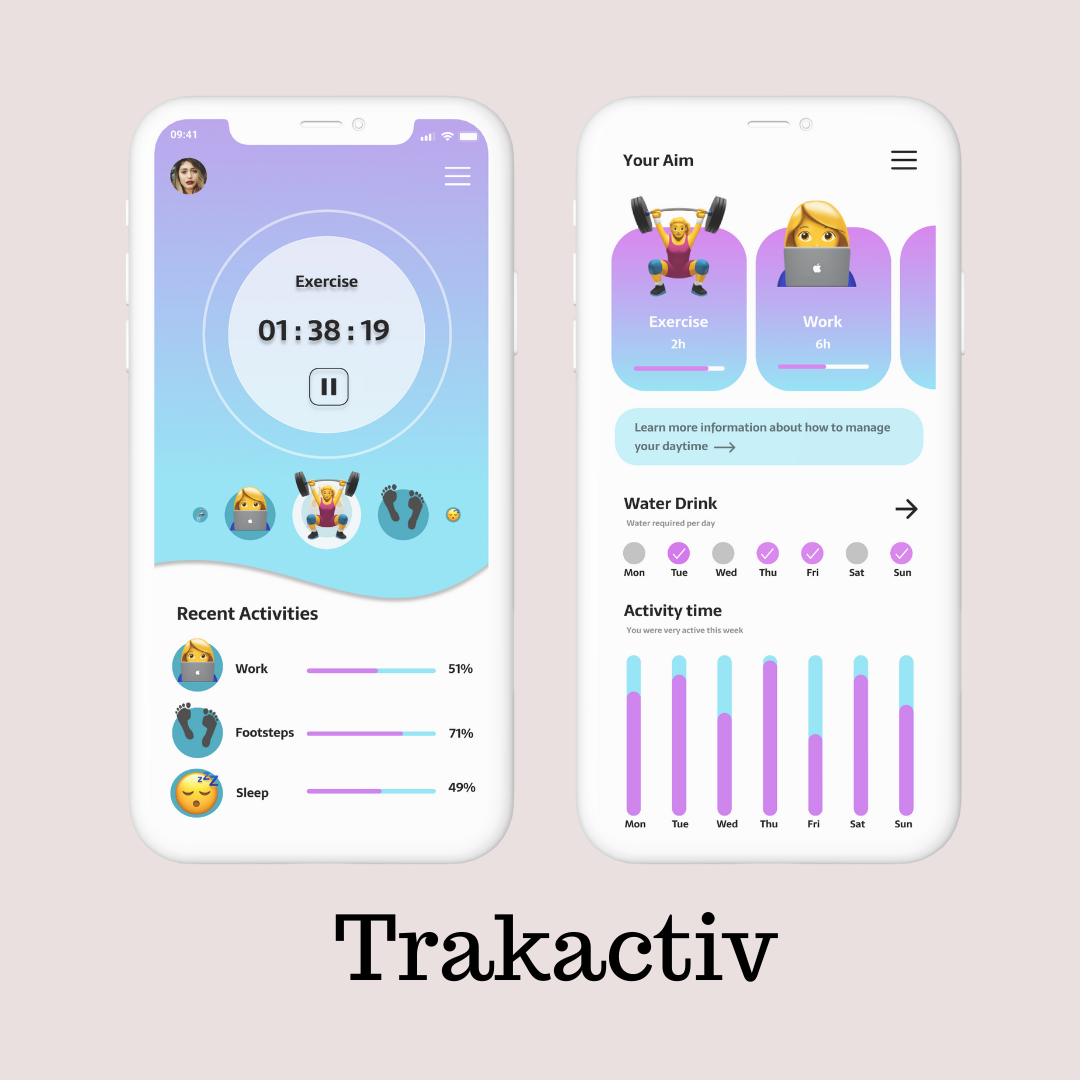 09:41
Exercise
01 : 38 : 19
Recent Activities
Work
51%
Footsteps
71%
zzZ
Sleep
49%
Your Aim
Exercise
2h
Work
6h
Learn more information about how to manage
your daytime
Water Drink
Water required per day
Mon Tue Wed Thu Fri Sat Sun
Activity time
You were very active this week
Mon Tue Wed Thu Fri Sat Sun
Trakactiv